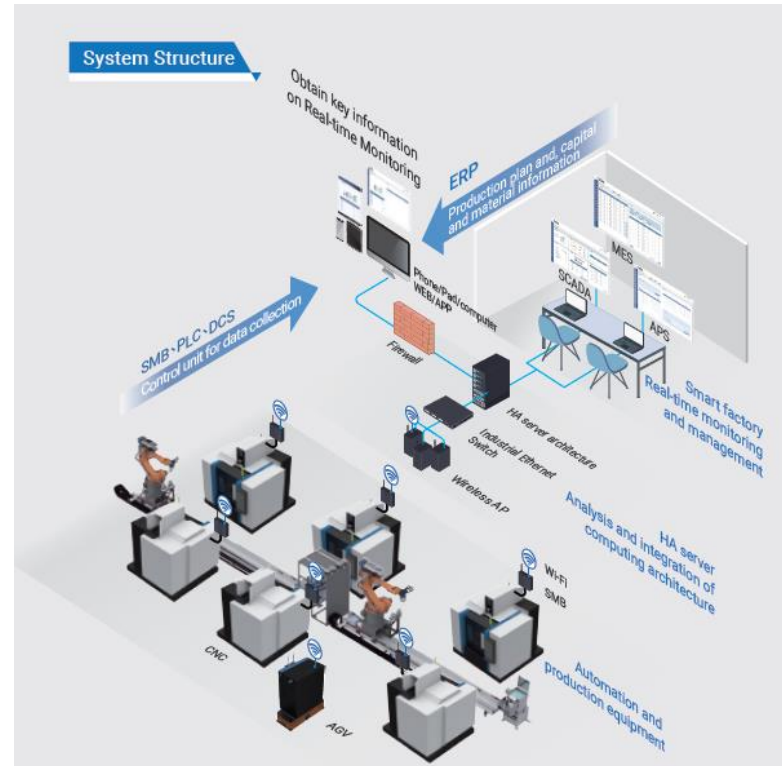 System Structure
Obtain key information
on Real-time Monitoring
ERP
Production plan and, capital
and material information
MES
SCADA
APS
Phone/Pad/computer
WEB/APP
Firewall
SMB、PLC、DCS
Control unit for data collection
HA server architecture
Industrial Ethernet
Switch
Wireless AP
Smart factory
Real-time monitoring
and management
HA server
Analysis and integration of
computing architecture
Wi-Fi
SMB
CNC
AGV
Automation and
production equipment